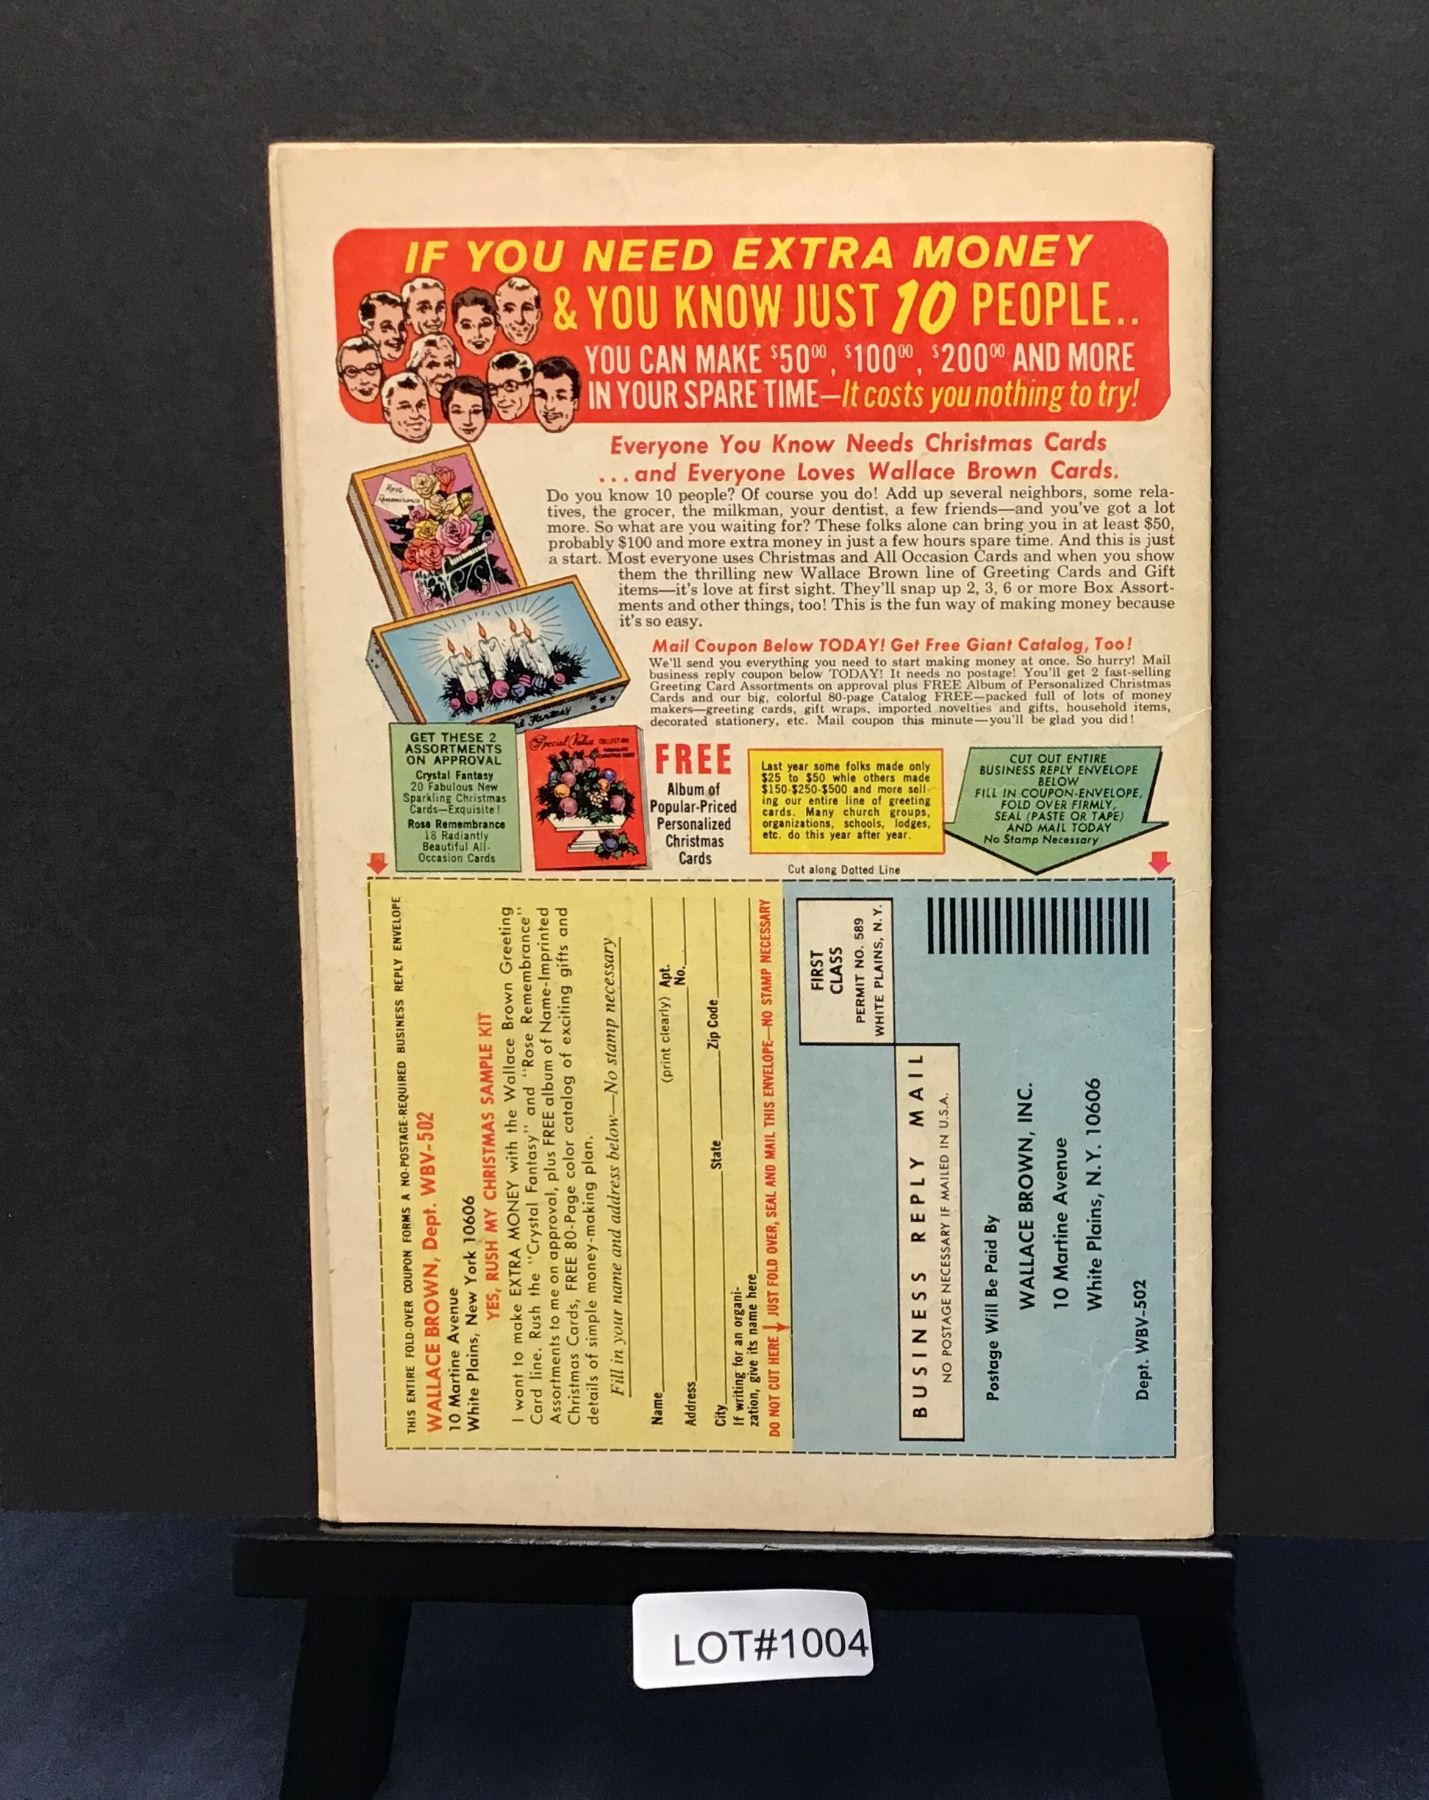 IF YOU NEED EXTRA MONEY
& YOU KNOW JUST 10 PEOPLE..
YOU CAN MAKE $50⁰⁰, $100⁰⁰, $200⁰⁰ AND MORE
IN YOUR SPARE TIME—It costs you nothing to try!
Everyone You Know Needs Christmas Cards
...and Everyone Loves Wallace Brown Cards.
Do you know 10 people? Of course you do! Add up several neighbors, some rela-
tives, the grocer, the milkman, your dentist, a few friends—and you've got a lot
more. So what are you waiting for? These folks alone can bring you in at least $50,
probably $100 and more extra money in just a few hours spare time. And this is just
a start. Most everyone uses Christmas and All Occasion Cards and when you show
them the thrilling new Wallace Brown line of Greeting Cards and Gift
items—it's love at first sight. They'll snap up 2, 3, 6 or more Box Assort-
ments and other things, too! This is the fun way of making money because
it's so easy.
Rose
Remembrance
Mail Coupon Below TODAY! Get Free Giant Catalog, Too!
We'll send you everything you need to start making money at once. So hurry! Mail
business reply coupon below TODAY! It needs no postage! You'll get 2 fast-selling
Greeting Card Assortments on approval plus FREE Album of Personalized Christmas
Cards and our big, colorful 80-page Catalog FREE—packed full of lots of money
makers—greeting cards, gift wraps, imported novelties and gifts, household items,
decorated stationery, etc. Mail coupon this minute—you'll be glad you did!
Fantasy
GET THESE 2
ASSORTMENTS
ON APPROVAL
Crystal Fantasy
20 Fabulous New
Sparkling Christmas
Cards—Exquisite!
Rose Remembrance
18 Radiantly
Beautiful All-
Occasion Cards
Special Value
FREE
Album of
Popular-Priced
Personalized
Christmas
Cards
Last year some folks made only
$25 to $50 while others made
$150-$250-$500 and more sell-
ing our entire line of greeting
cards. Many church groups,
organizations, schools, lodges,
etc. do this year after year.
CUT OUT ENTIRE
BUSINESS REPLY ENVELOPE
BELOW
FILL IN COUPON-ENVELOPE,
FOLD OVER FIRMLY,
SEAL (PASTE OR TAPE)
AND MAIL TODAY
No Stamp Necessary
Cut along Dotted Line
THIS ENTIRE FOLD-OVER COUPON FORMS A NO-POSTAGE-REQUIRED BUSINESS REPLY ENVELOPE
WALLACE BROWN, Dept. WBV-502
10 Martine Avenue
White Plains, New York 10606
YES, RUSH MY CHRISTMAS SAMPLE KIT
I want to make EXTRA MONEY with the Wallace Brown Greeting
Card line. Rush the "Crystal Fantasy" and "Rose Remembrance"
Assortments to me on approval, plus FREE album of Name-Imprinted
Christmas Cards, FREE 80-Page color catalog of exciting gifts and
details of simple money-making plan.
Fill in your name and address below—No stamp necessary
Name
(print clearly)
Address
Apt.
No.
City
State
Zip Code
If writing for an organi-
zation, give its name here
DO NOT CUT HERE JUST FOLD OVER, SEAL AND MAIL THIS ENVELOPE—NO STAMP NECESSARY
FIRST
CLASS
PERMIT NO. 589
WHITE PLAINS, N.Y.
BUSINESS REPLY MAIL
NO POSTAGE NECESSARY IF MAILED IN U.S.A.
Postage Will Be Paid By
WALLACE BROWN, INC.
10 Martine Avenue
White Plains, N.Y. 10606
Dept. WBV-502
LOT#1004